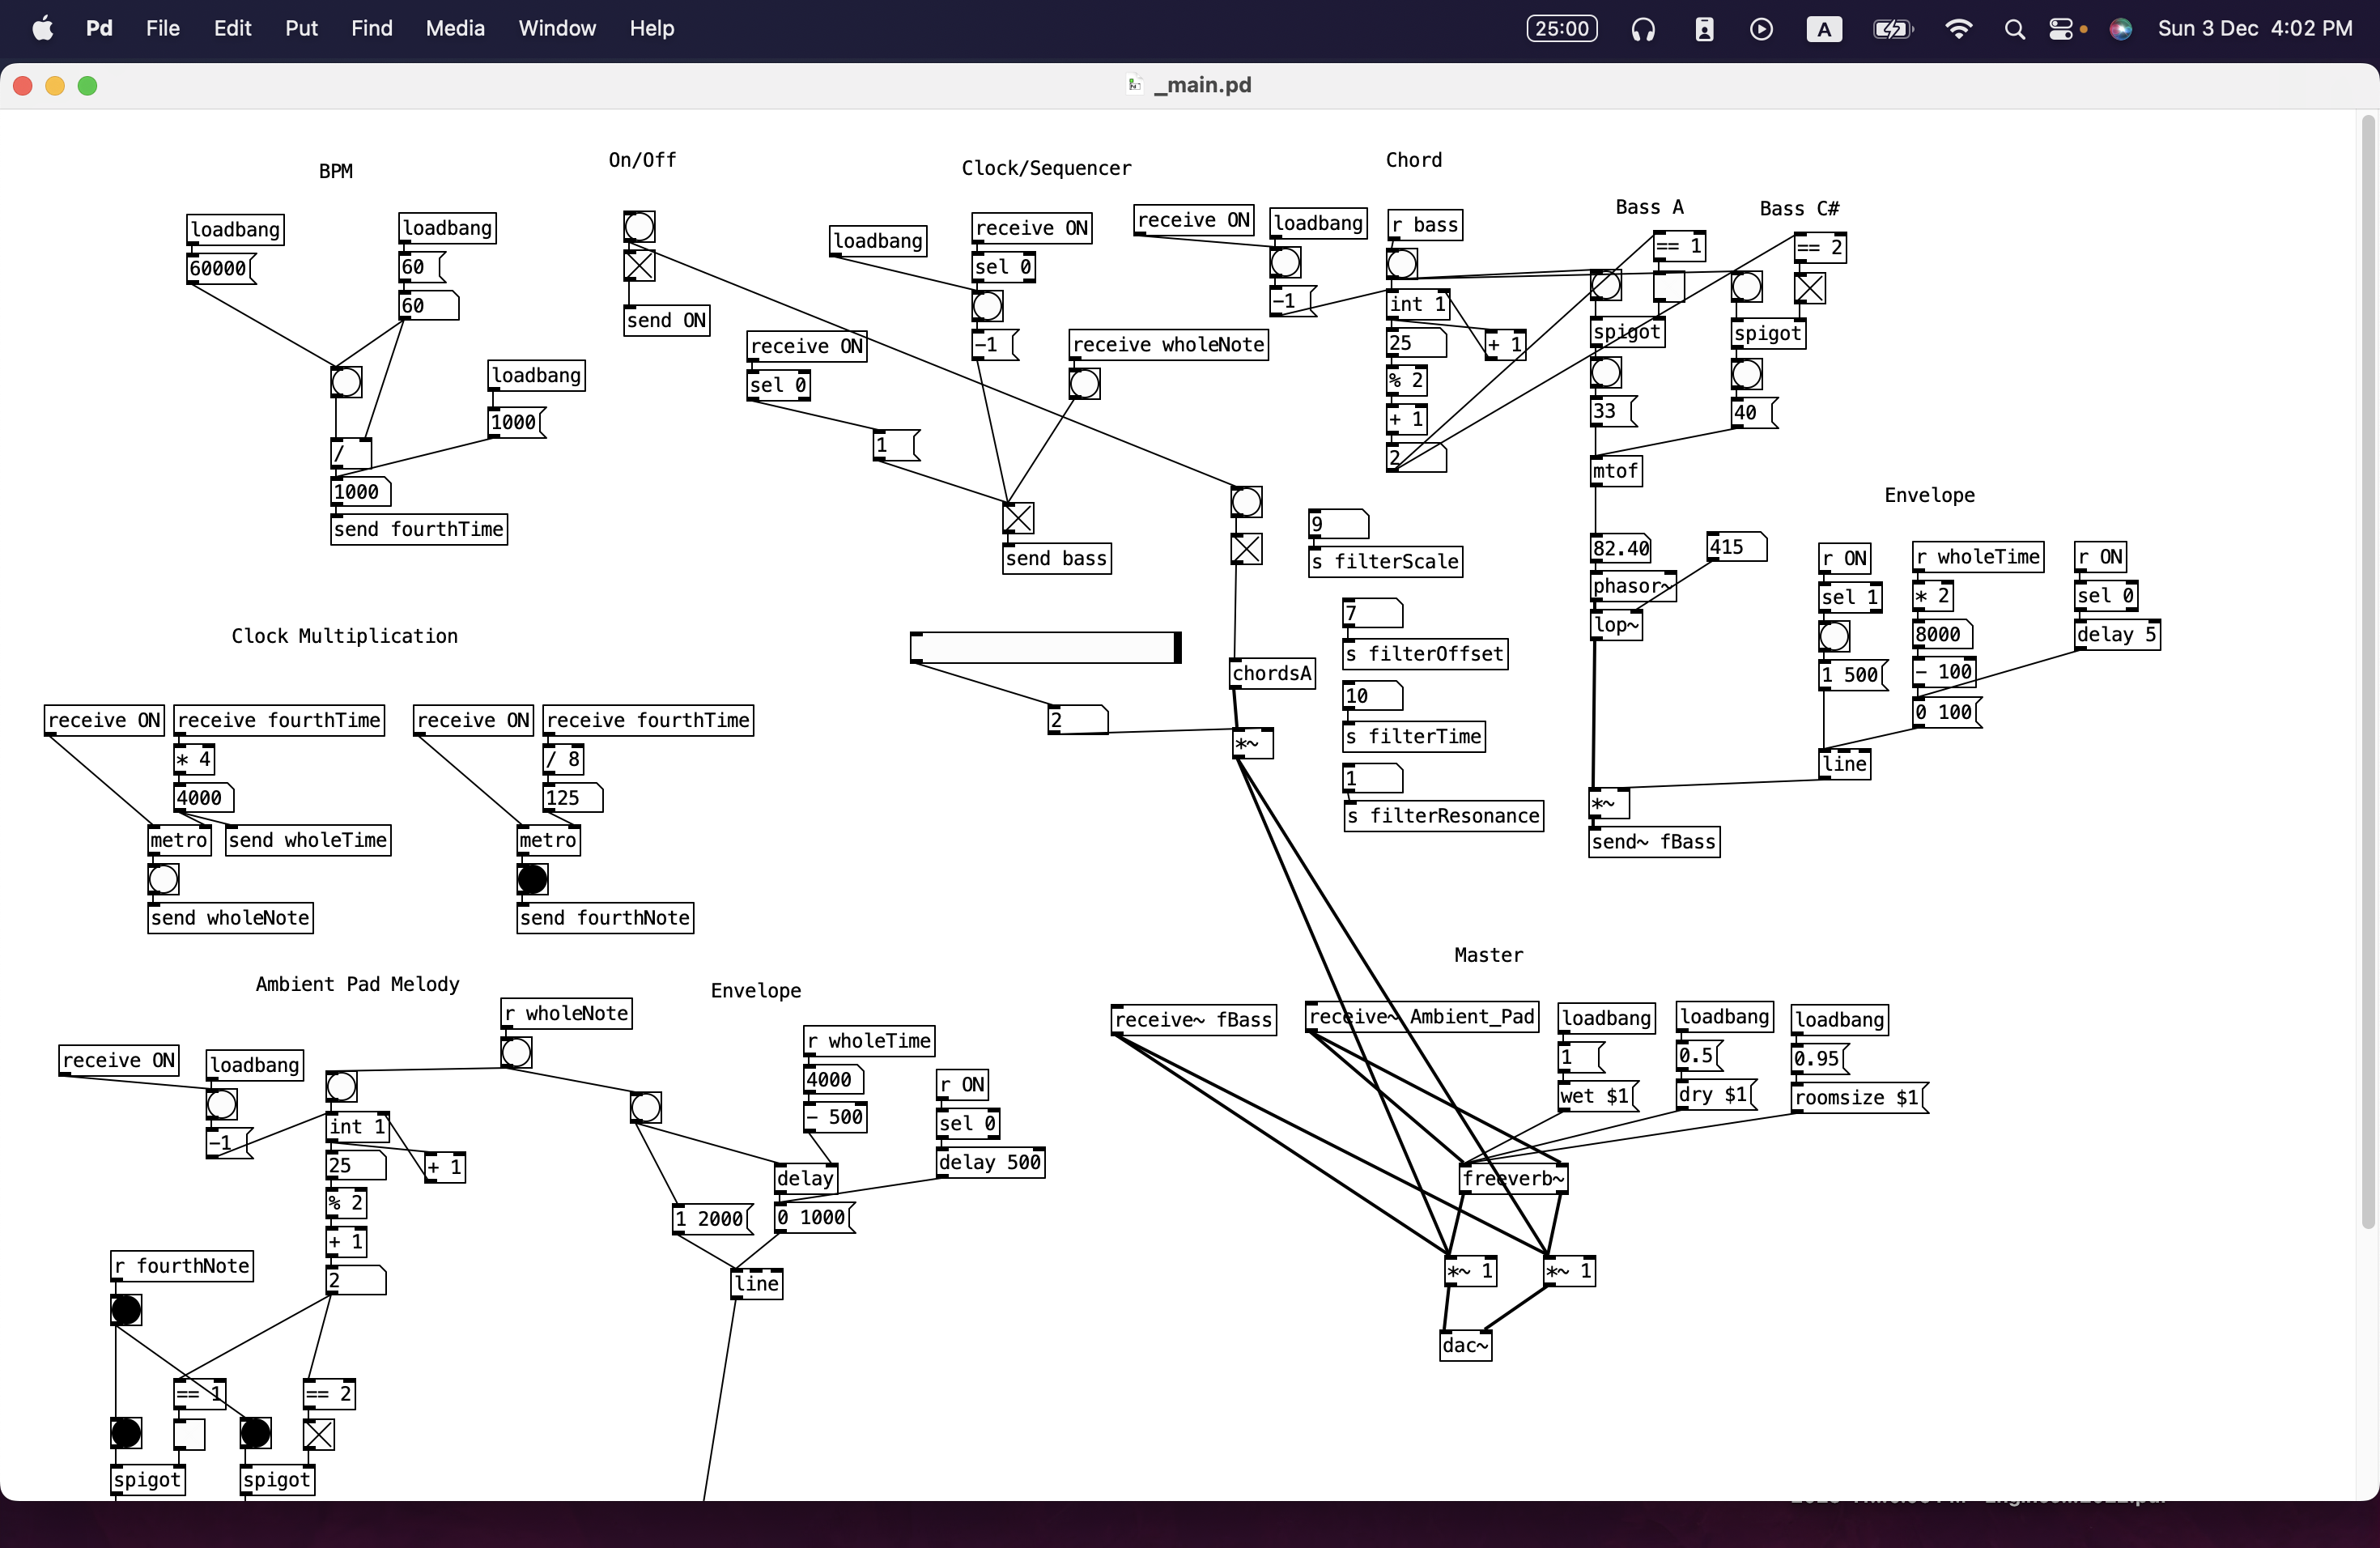 Pd File Edit Put Find Media Window Help 25:00 A Sun 3 Dec 4:02 PM
_main.pd
BPM
loadbang
60000
loadbang
60
60
loadbang
1000
/
1000
send fourthTime
On/Off
send ON
Clock/Sequencer
loadbang
receive ON
sel 0
-1
receive ON
sel 0
1
receive wholeNote
send bass
Chord
receive ON
loadbang
-1
r bass
int 1
25
+ 1
% 2
+ 1
2
Bass A
== 1
spigot
33
Bass C#
== 2
spigot
40
mtof
82.40
415
phasor~
lop~
*~
send~ fBass
Envelope
r ON
sel 1
1 500
r wholeTime
* 2
8000
- 100
0 100
r ON
sel 0
delay 5
line
9
s filterScale
7
s filterOffset
10
s filterTime
1
s filterResonance
2
chordsA
*~
Clock Multiplication
receive ON
receive fourthTime
* 4
4000
metro
send wholeTime
send wholeNote
receive ON
receive fourthTime
/ 8
125
metro
send fourthNote
Ambient Pad Melody
receive ON
loadbang
-1
r wholeNote
int 1
25
+ 1
% 2
+ 1
2
r fourthNote
== 1
== 2
spigot
spigot
Envelope
r wholeTime
4000
- 500
r ON
sel 0
delay 500
delay
1 2000
0 1000
line
Master
receive~ fBass
receive~ Ambient_Pad
loadbang
1
wet $1
loadbang
0.5
dry $1
loadbang
0.95
roomsize $1
freeverb~
*~ 1
*~ 1
dac~